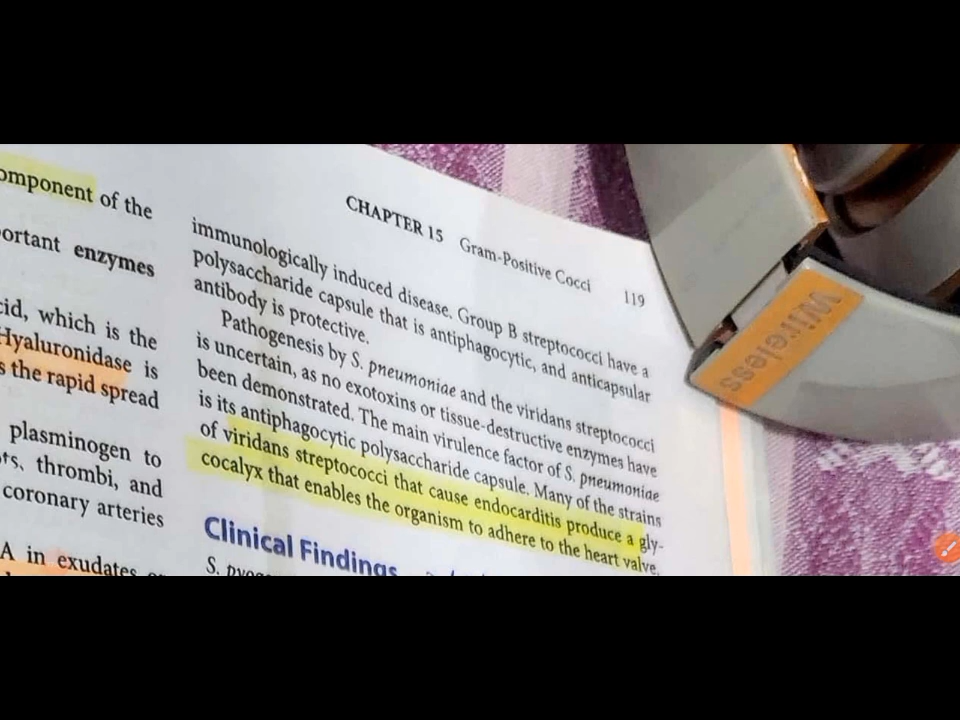 omponent of the
ortant enzymes
cid, which is the
Hyaluronidase is
s the rapid spread
plasminogen to
thrombi, and
coronary arteries
A in exudates
CHAPTER 15 Gram-Positive Cocci 119
immunologically induced disease. Group B streptococci have a
polysaccharide capsule that is antiphagocytic, and anticapsular
antibody is protective.
Pathogenesis by S. pneumoniae and the viridans streptococci
is uncertain, as no exotoxins or tissue-destructive enzymes have
been demonstrated. The main virulence factor of S. pneumoniae
is its antiphagocytic polysaccharide capsule. Many of the strains
of viridans streptococci that cause endocarditis produce a gly-
cocalyx that enables the organism to adhere to the heart valve.
Clinical Findings
S.
Wireless